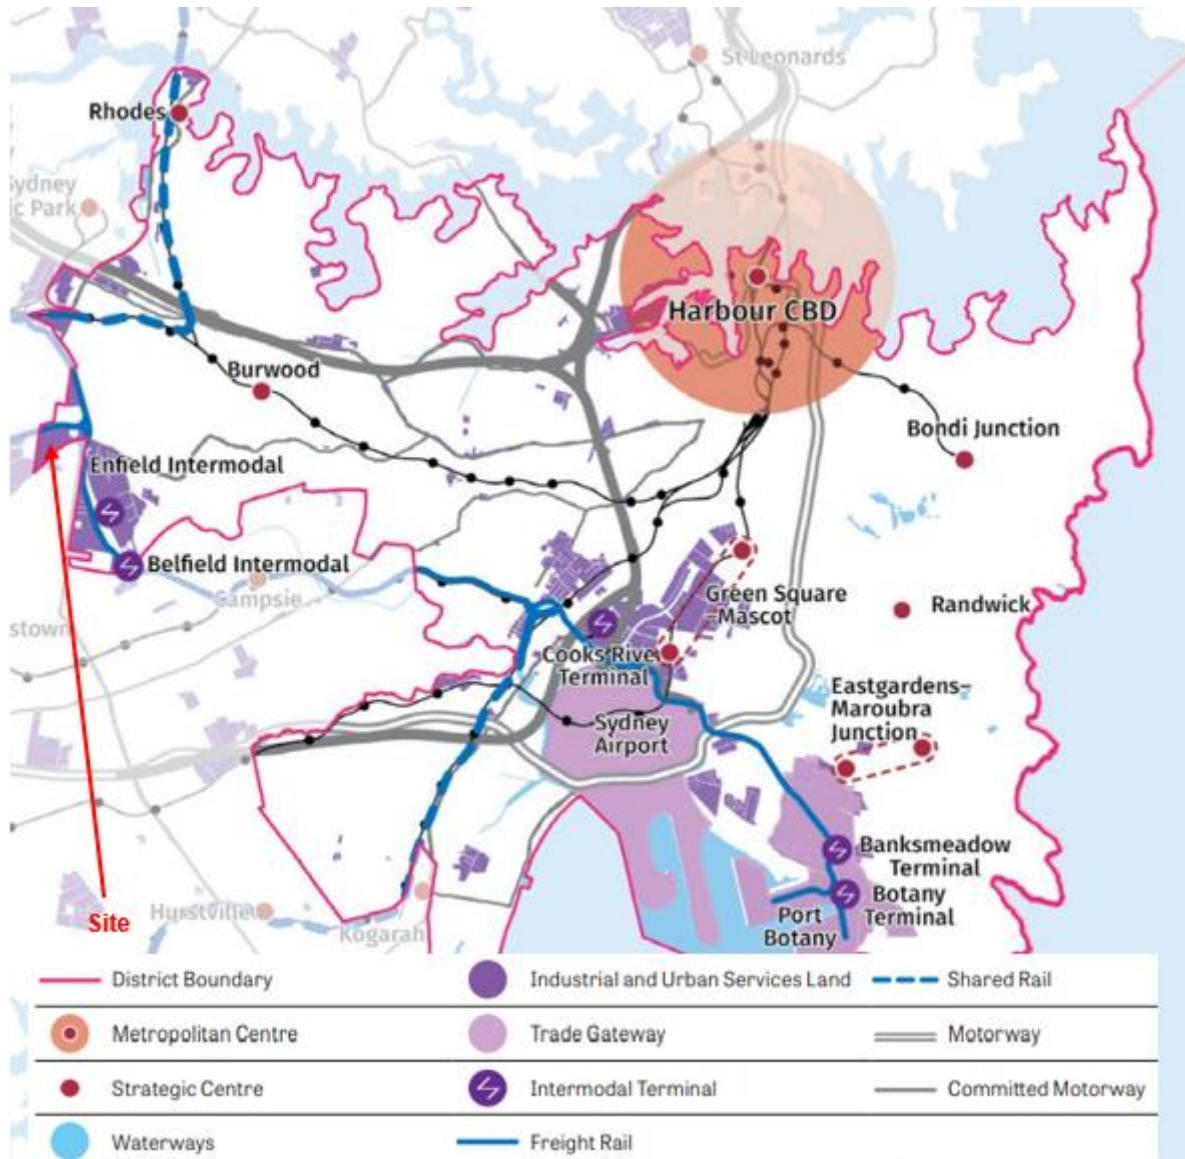 St Leonards
Rhodes
Sydney
ic Park
Harbour CBD
Burwood
Bondi Junction
Enfield Intermodal
Belfield Intermodal
Campsie
stown
Green Square
–Mascot
Randwick
Cooks River
Terminal
Eastgardens–
Maroubra
Junction
Sydney
Airport
Banksmeadow
Terminal
Botany
Terminal
Port
Botany
Site
Hurstville
Kogarah
District Boundary
Industrial and Urban Services Land
Shared Rail
Metropolitan Centre
Trade Gateway
Motorway
Strategic Centre
Intermodal Terminal
Committed Motorway
Waterways
Freight Rail